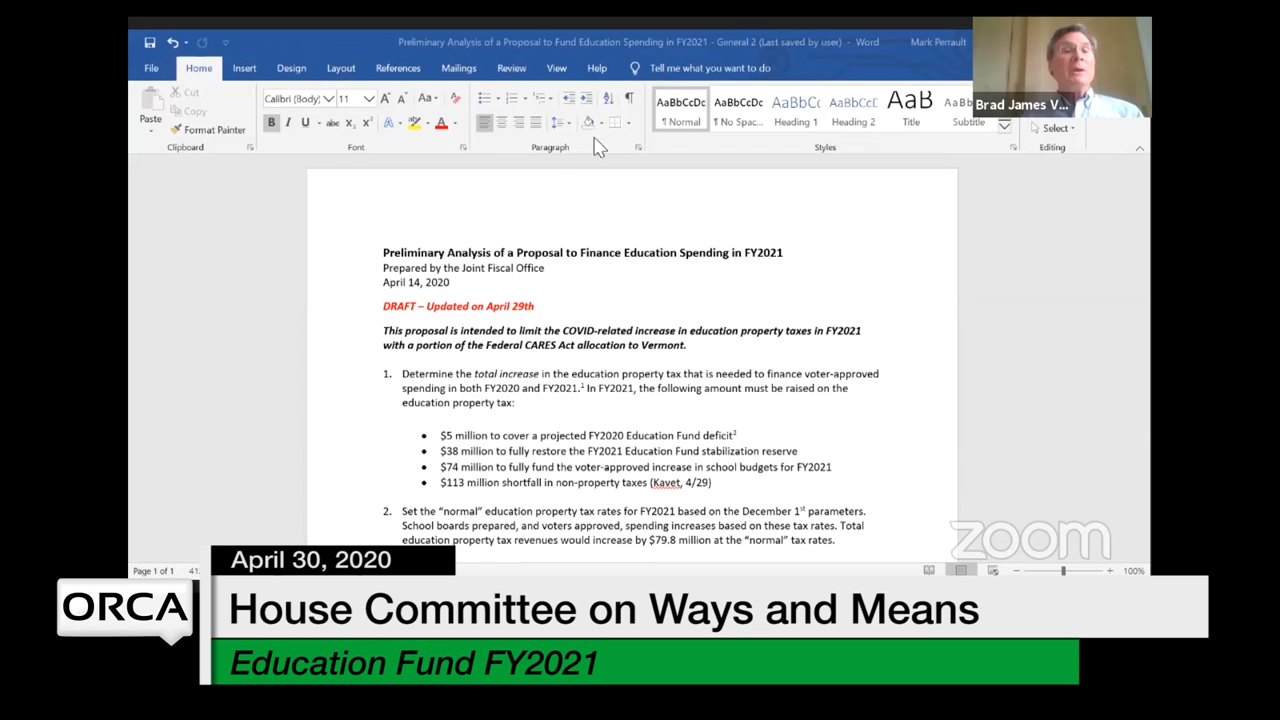 Preliminary Analysis of a Proposal to Fund Education Spending in FY2021 - General 2 (Last saved by user) - Word
Mark Perrault
File Home Insert Design Layout References Mailings Review View Help Tell me what you want to do
Brad James V...
Paste
Cut
Copy
Format Painter
Clipboard
Calibri (Body) 11
Aa
B I U abc x₂ x²
Font
Paragraph
AaBbCcDc AaBbCcDc AaBbCc AaBbCcE AaB AaBb
¶ Normal ¶ No Spac... Heading 1 Heading 2 Title Subtitle
Styles
Select
Editing
Preliminary Analysis of a Proposal to Finance Education Spending in FY2021
Prepared by the Joint Fiscal Office
April 14, 2020
DRAFT – Updated on April 29th
This proposal is intended to limit the COVID-related increase in education property taxes in FY2021
with a portion of the Federal CARES Act allocation to Vermont.
1. Determine the total increase in the education property tax that is needed to finance voter-approved
spending in both FY2020 and FY2021.¹ In FY2021, the following amount must be raised on the
education property tax:
• $5 million to cover a projected FY2020 Education Fund deficit²
• $38 million to fully restore the FY2021 Education Fund stabilization reserve
• $74 million to fully fund the voter-approved increase in school budgets for FY2021
• $113 million shortfall in non-property taxes (Kavet, 4/29)
2. Set the “normal” education property tax rates for FY2021 based on the December 1st parameters.
School boards prepared, and voters approved, spending increases based on these tax rates. Total
education property tax revenues would increase by $79.8 million at the “normal” tax rates.
zoom
Page 1 of 1
100%
April 30, 2020
ORCA
House Committee on Ways and Means
Education Fund FY2021